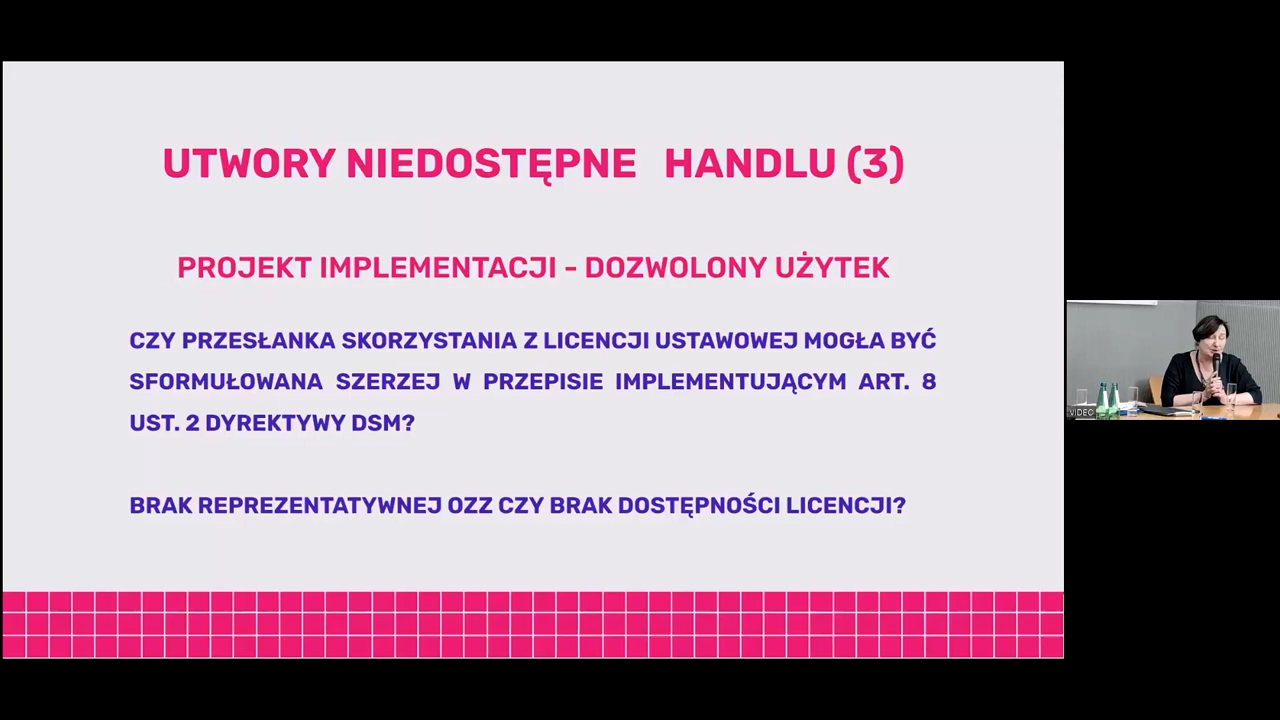 UTWORY NIEDOSTĘPNE HANDLU (3)
PROJEKT IMPLEMENTACJI - DOZWOLONY UŻYTEK
CZY PRZESŁANKA SKORZYSTANIA Z LICENCJI USTAWOWEJ MOGŁA BYĆ
SFORMUŁOWANA SZERZEJ W PRZEPISIE IMPLEMENTUJĄCYM ART. 8
UST. 2 DYREKTYWY DSM?
BRAK REPREZENTATYWNEJ OZZ CZY BRAK DOSTĘPNOŚCI LICENCJI?
VIDEO